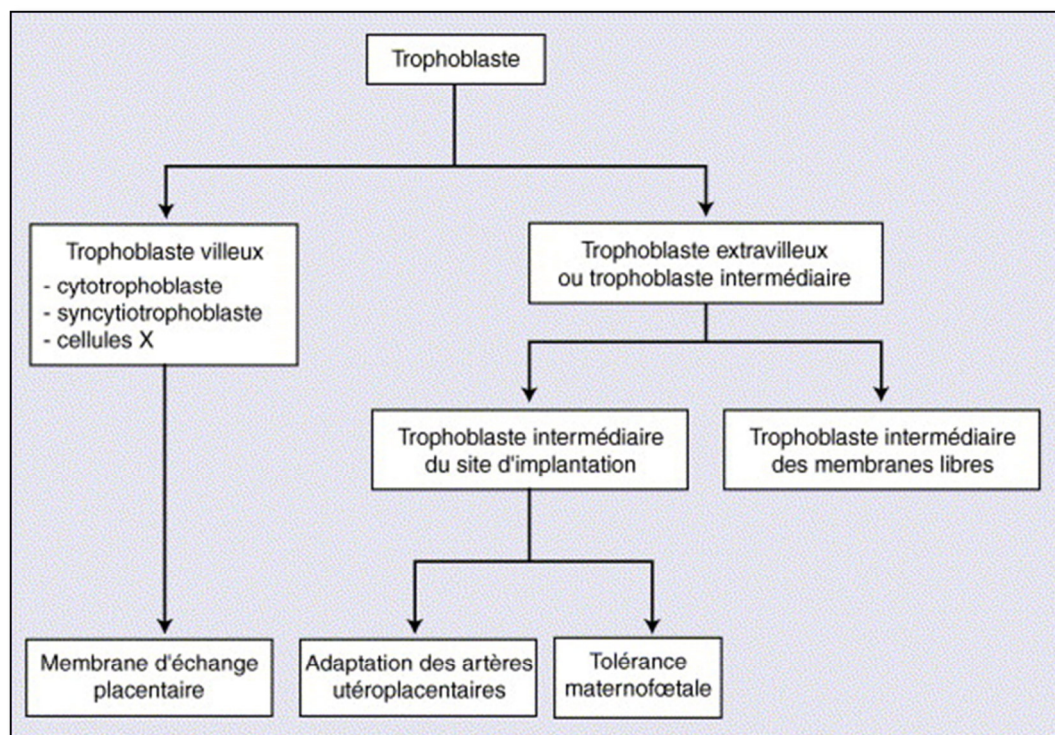 Trophoblaste
Trophoblaste villeux
- cytotrophoblaste
- syncytiotrophoblaste
- cellules X
Trophoblaste extravilleux
ou trophoblaste intermédiaire
Trophoblaste intermédiaire
du site d'implantation
Trophoblaste intermédiaire
des membranes libres
Membrane d'échange
placentaire
Adaptation des artères
utéroplacentaires
Tolérance
maternofœtale